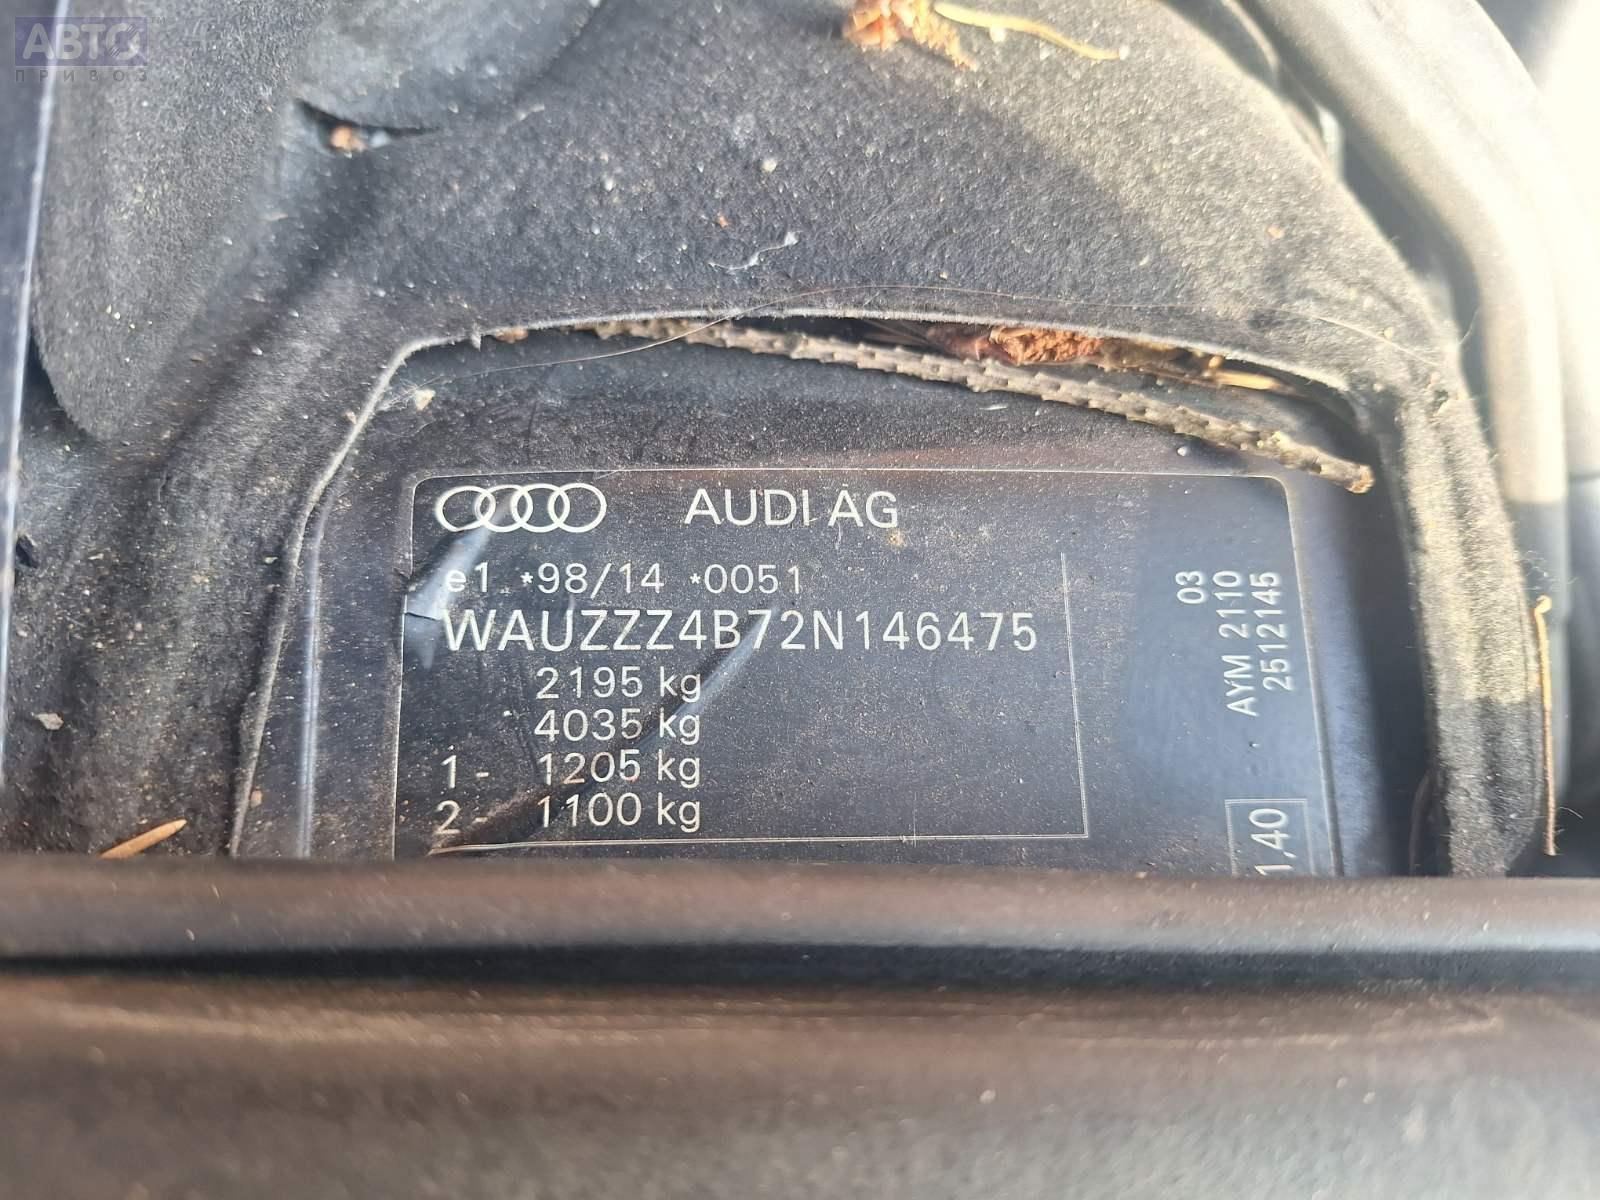 АВТО
ПРИВОЗ
AUDI AG
e1 *98/14 *0051
WAUZZZ4B72N146475
2195 kg
4035 kg
1 - 1205 kg
2 - 1100 kg
03
AYM 2110
2512145
1,40